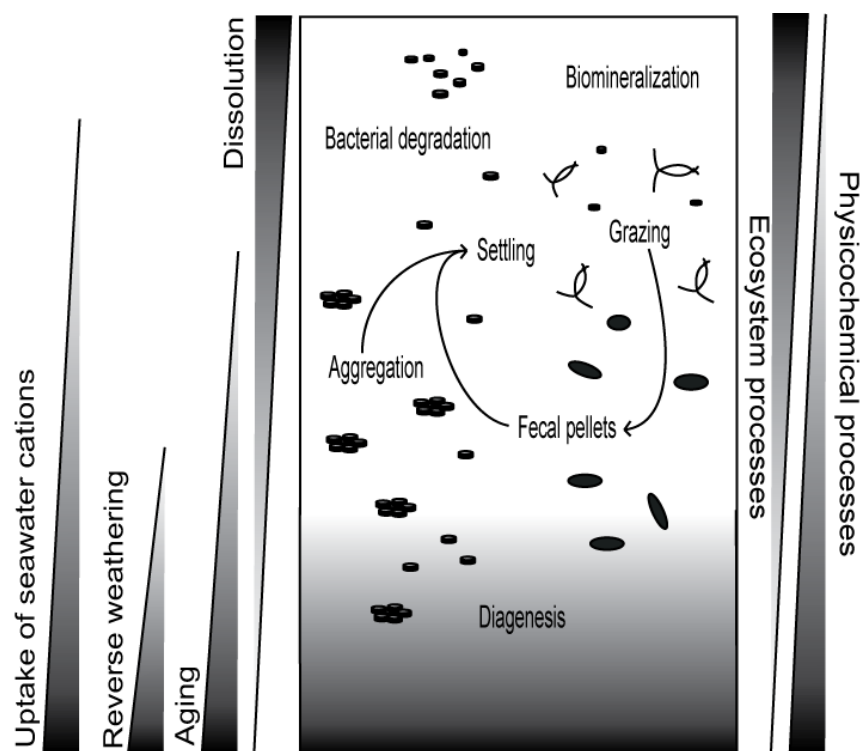 Uptake of seawater cations
Reverse weathering
Aging
Dissolution
Biomineralization
Bacterial degradation
Settling
Grazing
Aggregation
Fecal pellets
Diagenesis
Ecosystem processes
Physicochemical processes